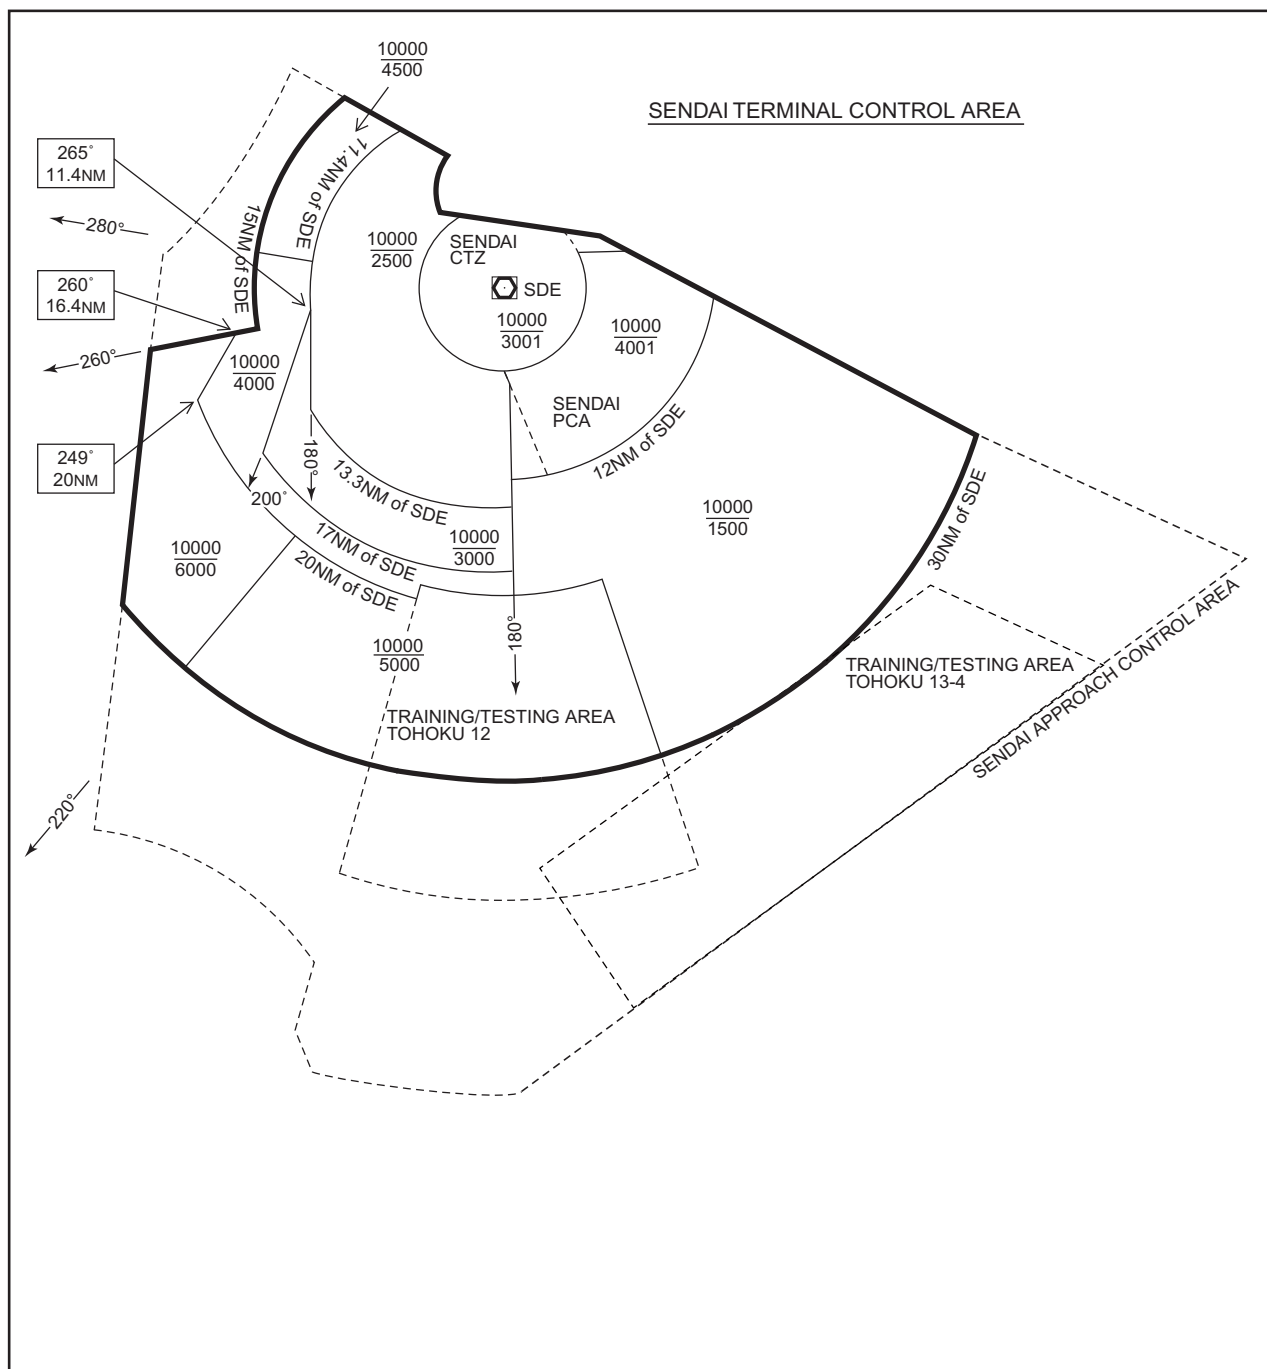 10000
4500
SENDAI TERMINAL CONTROL AREA
265°
11.4NM
11.4NM of SDE
280°
15NM of SDE
10000
2500
SENDAI
CTZ
SDE
260°
16.4NM
10000
3001
10000
4001
260°
10000
4000
SENDAI
PCA
12NM of SDE
249°
20NM
180°
13.3NM of SDE
200°
10000
1500
30NM of SDE
17NM of SDE
10000
3000
10000
6000
20NM of SDE
10000
5000
180°
TRAINING/TESTING AREA
TOHOKU 13-4
SENDAI APPROACH CONTROL AREA
TRAINING/TESTING AREA
TOHOKU 12
220°